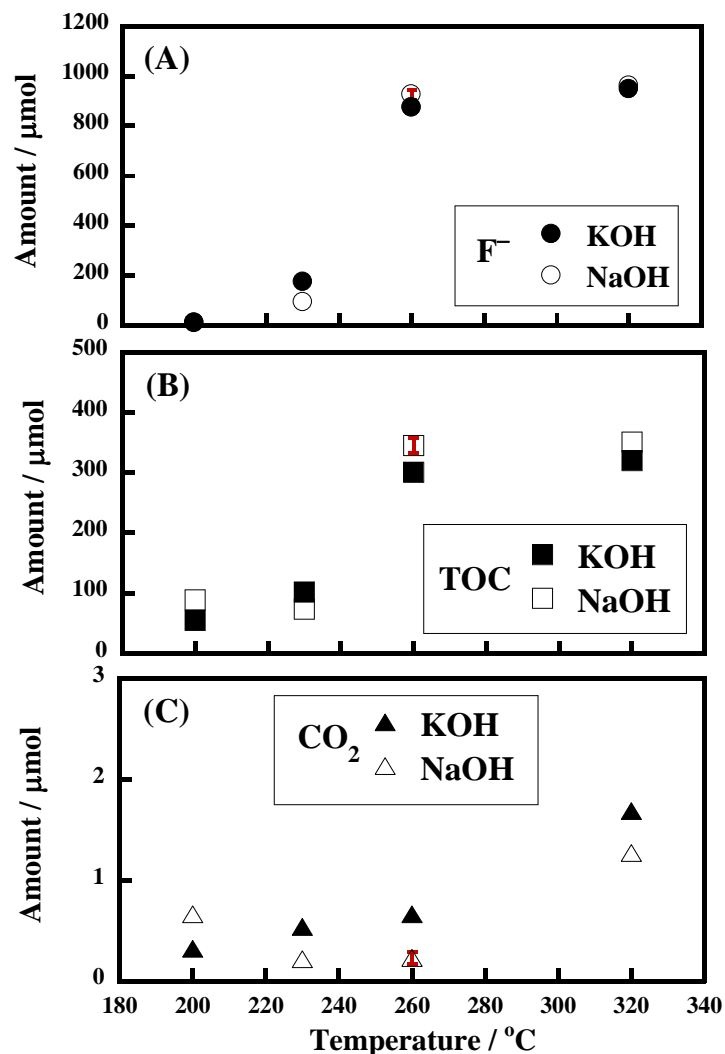 1200
(A)
1000
800
600
400
200
0
Amount / μmol
F⁻
KOH
NaOH
500
(B)
400
300
200
100
0
Amount / μmol
TOC
KOH
NaOH
3
(C)
2
1
0
Amount / μmol
CO₂
KOH
NaOH
180 200 220 240 260 280 300 320 340
Temperature / °C